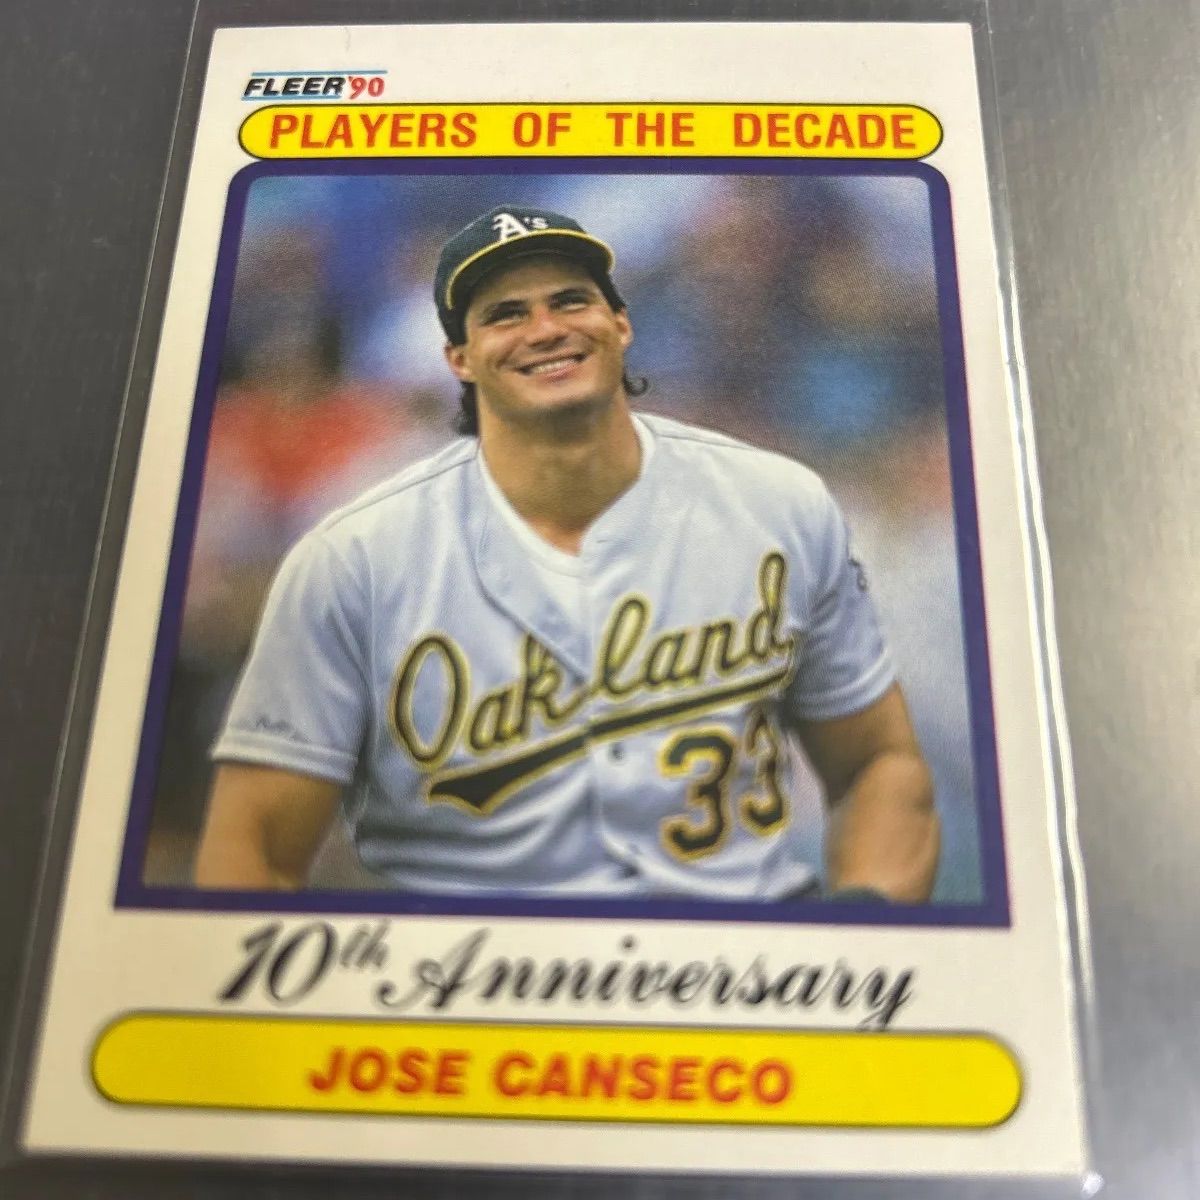 FLEER '90
PLAYERS OF THE DECADE
A's
Oakland
33
10th Anniversary
JOSE CANSECO